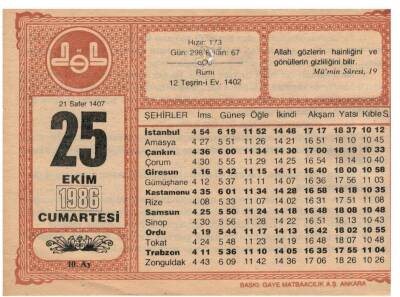 Hızır: 173
Gün: 298 Kalan: 67
Rumi
12 Teşrin-i Ev. 1402
Allah gözlerin hainliğini ve
gönüllerin gizliliğini bilir.
Mü'min Sûresi, 19
21 Safer 1407
25
EKİM
1986
CUMARTESİ
10. Ay
ŞEHİRLER İms. Güneş Öğle İkindi Akşam Yatsı Kıble S.
İstanbul 4 54 6 19 11 52 14 48 17 17 18 37 10 12
Amasya 4 27 5 51 11 26 14 21 16 51 18 10 10 45
Çankırı 4 36 6 00 11 34 14 30 17 00 18 19 10 33
Çorum 4 30 5 55 11 29 14 25 16 54 18 14 10 40
Giresun 4 16 5 42 11 15 14 11 16 40 18 00 10 58
Gümüşhane 4 12 5 37 11 11 14 07 16 36 17 56 11 03
Kastamonu 4 35 6 01 11 34 14 28 16 58 18 18 10 35
Rize 4 08 5 33 11 07 14 02 16 31 17 51 11 08
Samsun 4 25 5 50 11 24 14 18 16 48 18 08 10 48
Sinop 4 30 5 56 11 28 14 22 16 51 18 13 10 43
Ordu 4 19 5 44 11 17 14 13 16 42 18 02 10 55
Tokat 4 24 5 48 11 23 14 19 16 48 18 07 10 48
Trabzon 4 11 5 36 11 10 14 05 16 35 17 55 11 04
Zonguldak 4 43 6 09 11 42 14 36 17 06 18 26 10 24
BASKI: GAYE MATBAACILIK A.Ş. ANKARA